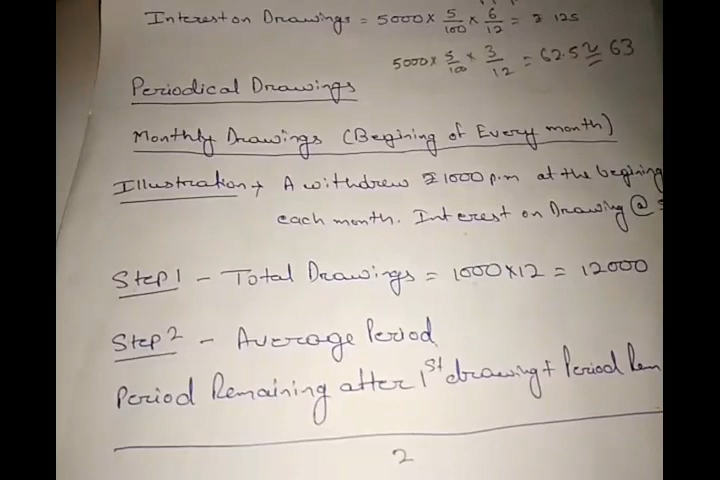 Interest on Drawings = 5000 × 5/100 × 6/12 = ₹ 125
5000 × 5/100 × 3/12 = 62.5 ≃ 63
Periodical Drawings
Monthly Drawings (Begining of Every month)
Illustration → A withdrew ₹ 1000 p.m at the begining
each month. Interest on Drawing @
Step 1 - Total Drawings = 1000×12 = 12000
Step 2 - Average Period
Period Remaining after 1st drawing + Period Rem
2